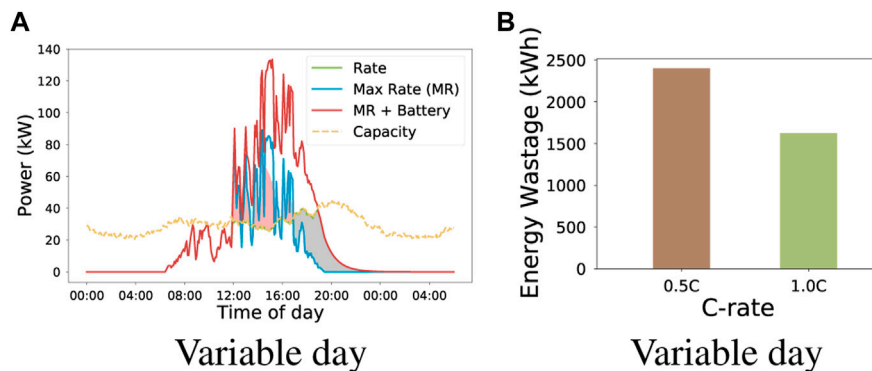 A
Power (kW)
140
120
100
80
60
40
20
0
Rate
Max Rate (MR)
MR + Battery
Capacity
00:00 04:00 08:00 12:00 16:00 20:00 00:00 04:00
Time of day
Variable day
B
Energy Wastage (kWh)
2500
2000
1500
1000
500
0
0.5C 1.0C
C-rate
Variable day